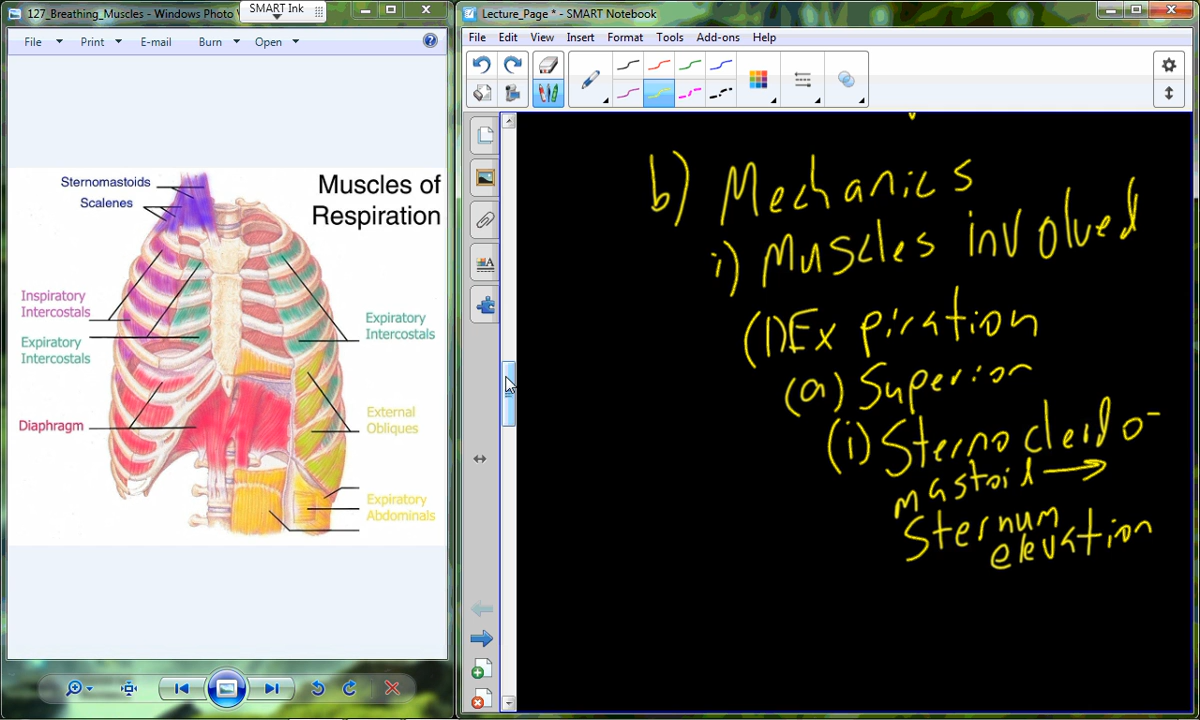 127_Breathing_Muscles - Windows Photo
SMART Ink
File Print E-mail Burn Open
Muscles of
Respiration
Sternomastoids
Scalenes
Inspiratory
Intercostals
Expiratory
Intercostals
Diaphragm
Expiratory
Intercostals
External
Obliques
Expiratory
Abdominals
Lecture_Page * - SMART Notebook
File Edit View Insert Format Tools Add-ons Help
b) Mechanics
i) Muscles involved
(1) Expiration
(a) Superior
(i) Sternocleido-
mastoid →
Sternum
elevation